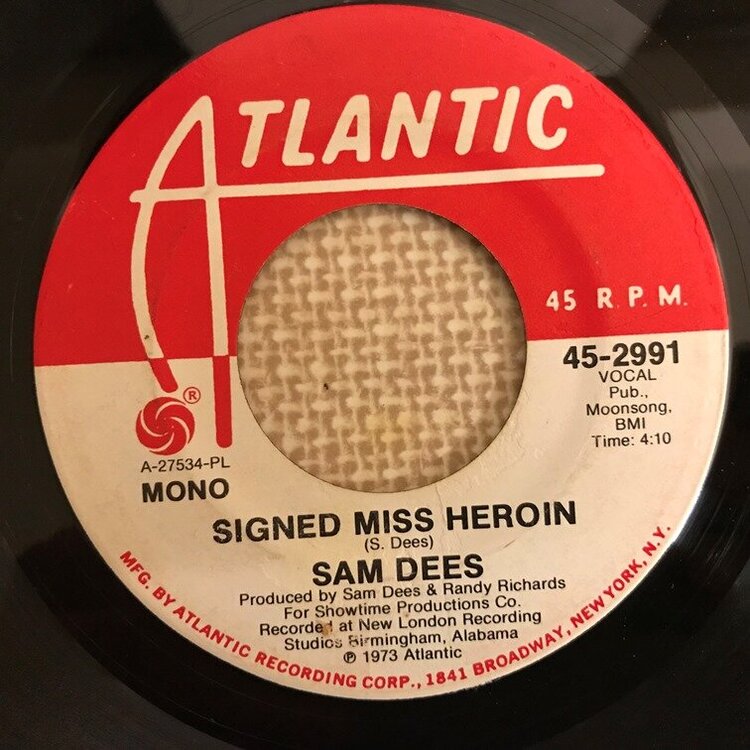 ATLANTIC
45 R.P.M.
45-2991
VOCAL
Pub.,
Moonsong,
BMI
Time: 4:10
®
A-27534-PL
MONO
SIGNED MISS HEROIN
(S. Dees)
SAM DEES
Produced by Sam Dees & Randy Richards
For Showtime Productions Co.
Recorded at New London Recording
Studios Birmingham, Alabama
℗ 1973 Atlantic
MFG. BY ATLANTIC RECORDING CORP., 1841 BROADWAY, NEW YORK, N.Y.